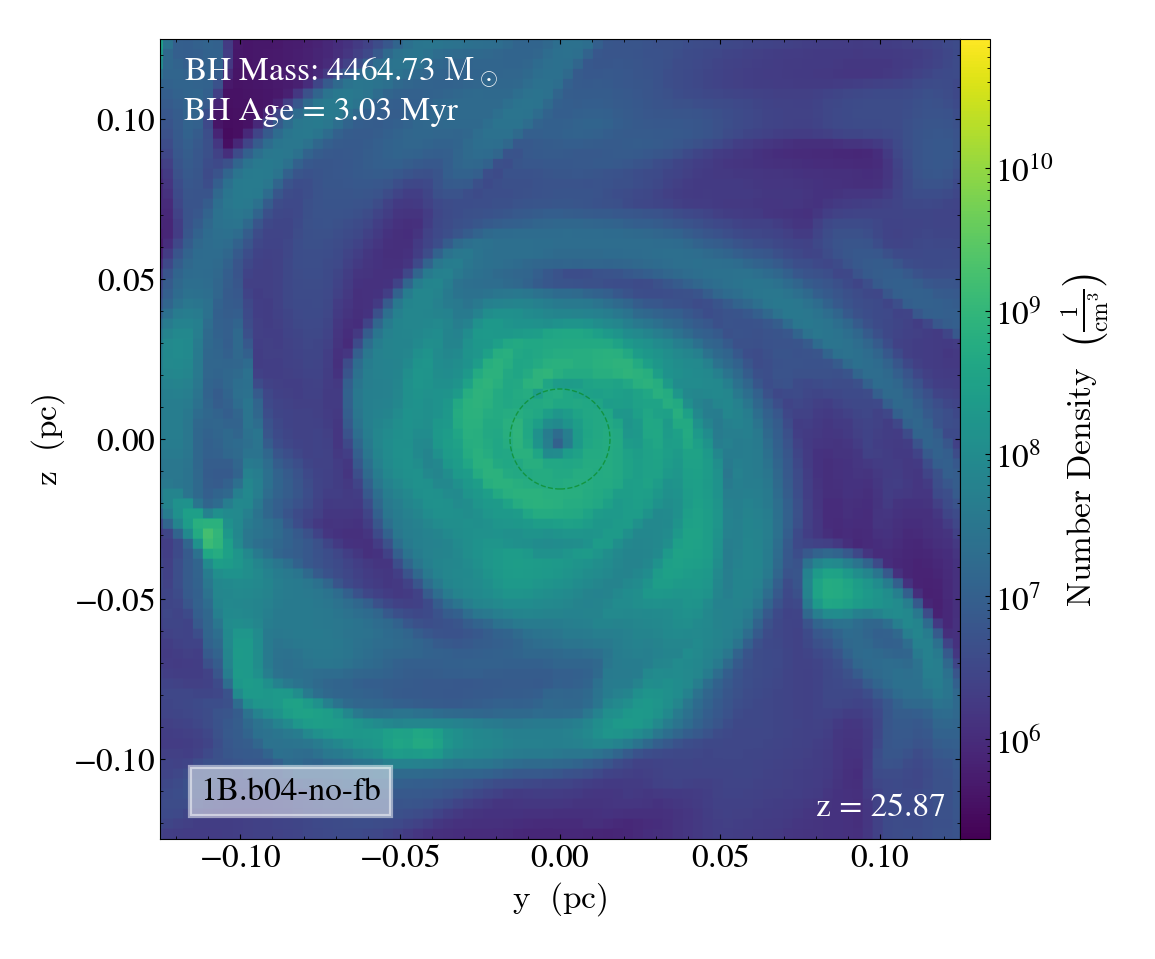 BH Mass: 4464.73 M⊙
BH Age = 3.03 Myr
0.10
0.05
0.00
−0.05
−0.10
z (pc)
1B.b04-no-fb
z = 25.87
−0.10 −0.05 0.00 0.05 0.10
y (pc)
10^10
10^9
10^8
10^7
10^6
Number Density (1/cm^3)